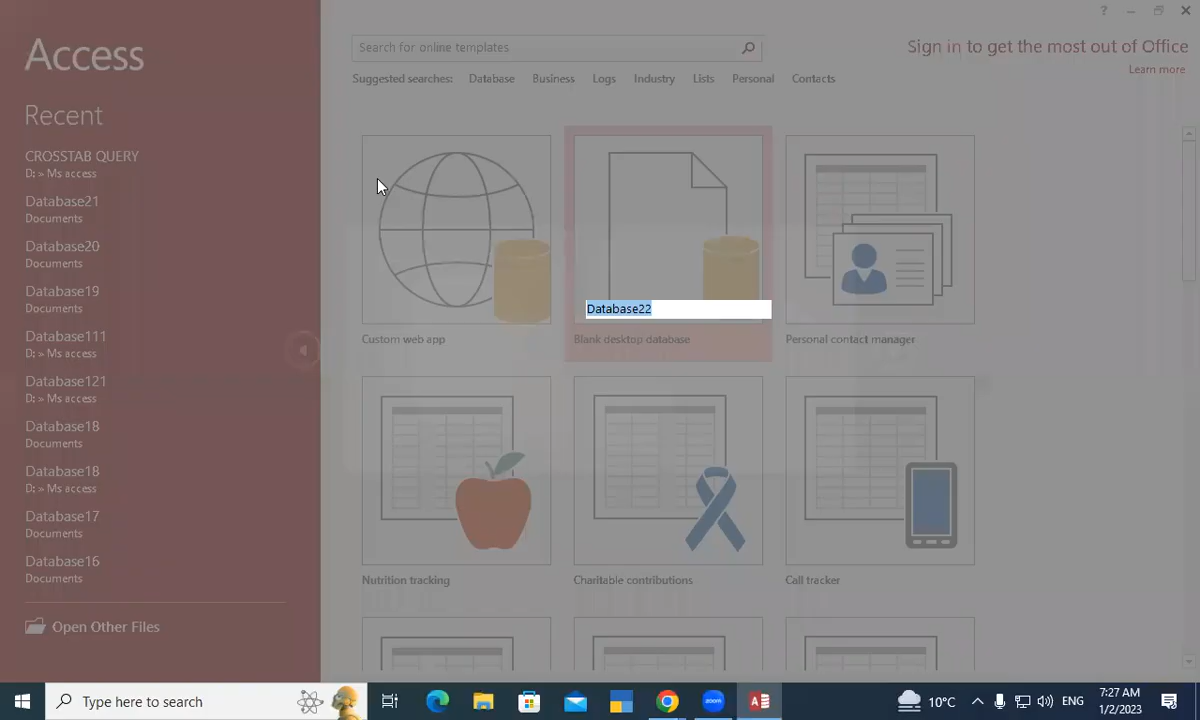 Access
Recent
CROSSTAB QUERY
D: » Ms access
Database21
Documents
Database20
Documents
Database19
Documents
Database111
D: » Ms access
Database121
D: » Ms access
Database18
Documents
Database18
D: » Ms access
Database17
Documents
Database16
Documents
Open Other Files
?
Search for online templates
Sign in to get the most out of Office
Learn more
Suggested searches: Database Business Logs Industry Lists Personal Contacts
Database22
Custom web app
Blank desktop database
Personal contact manager
Nutrition tracking
Charitable contributions
Call tracker
Type here to search
zoom
10°C
ENG
7:27 AM
1/2/2023